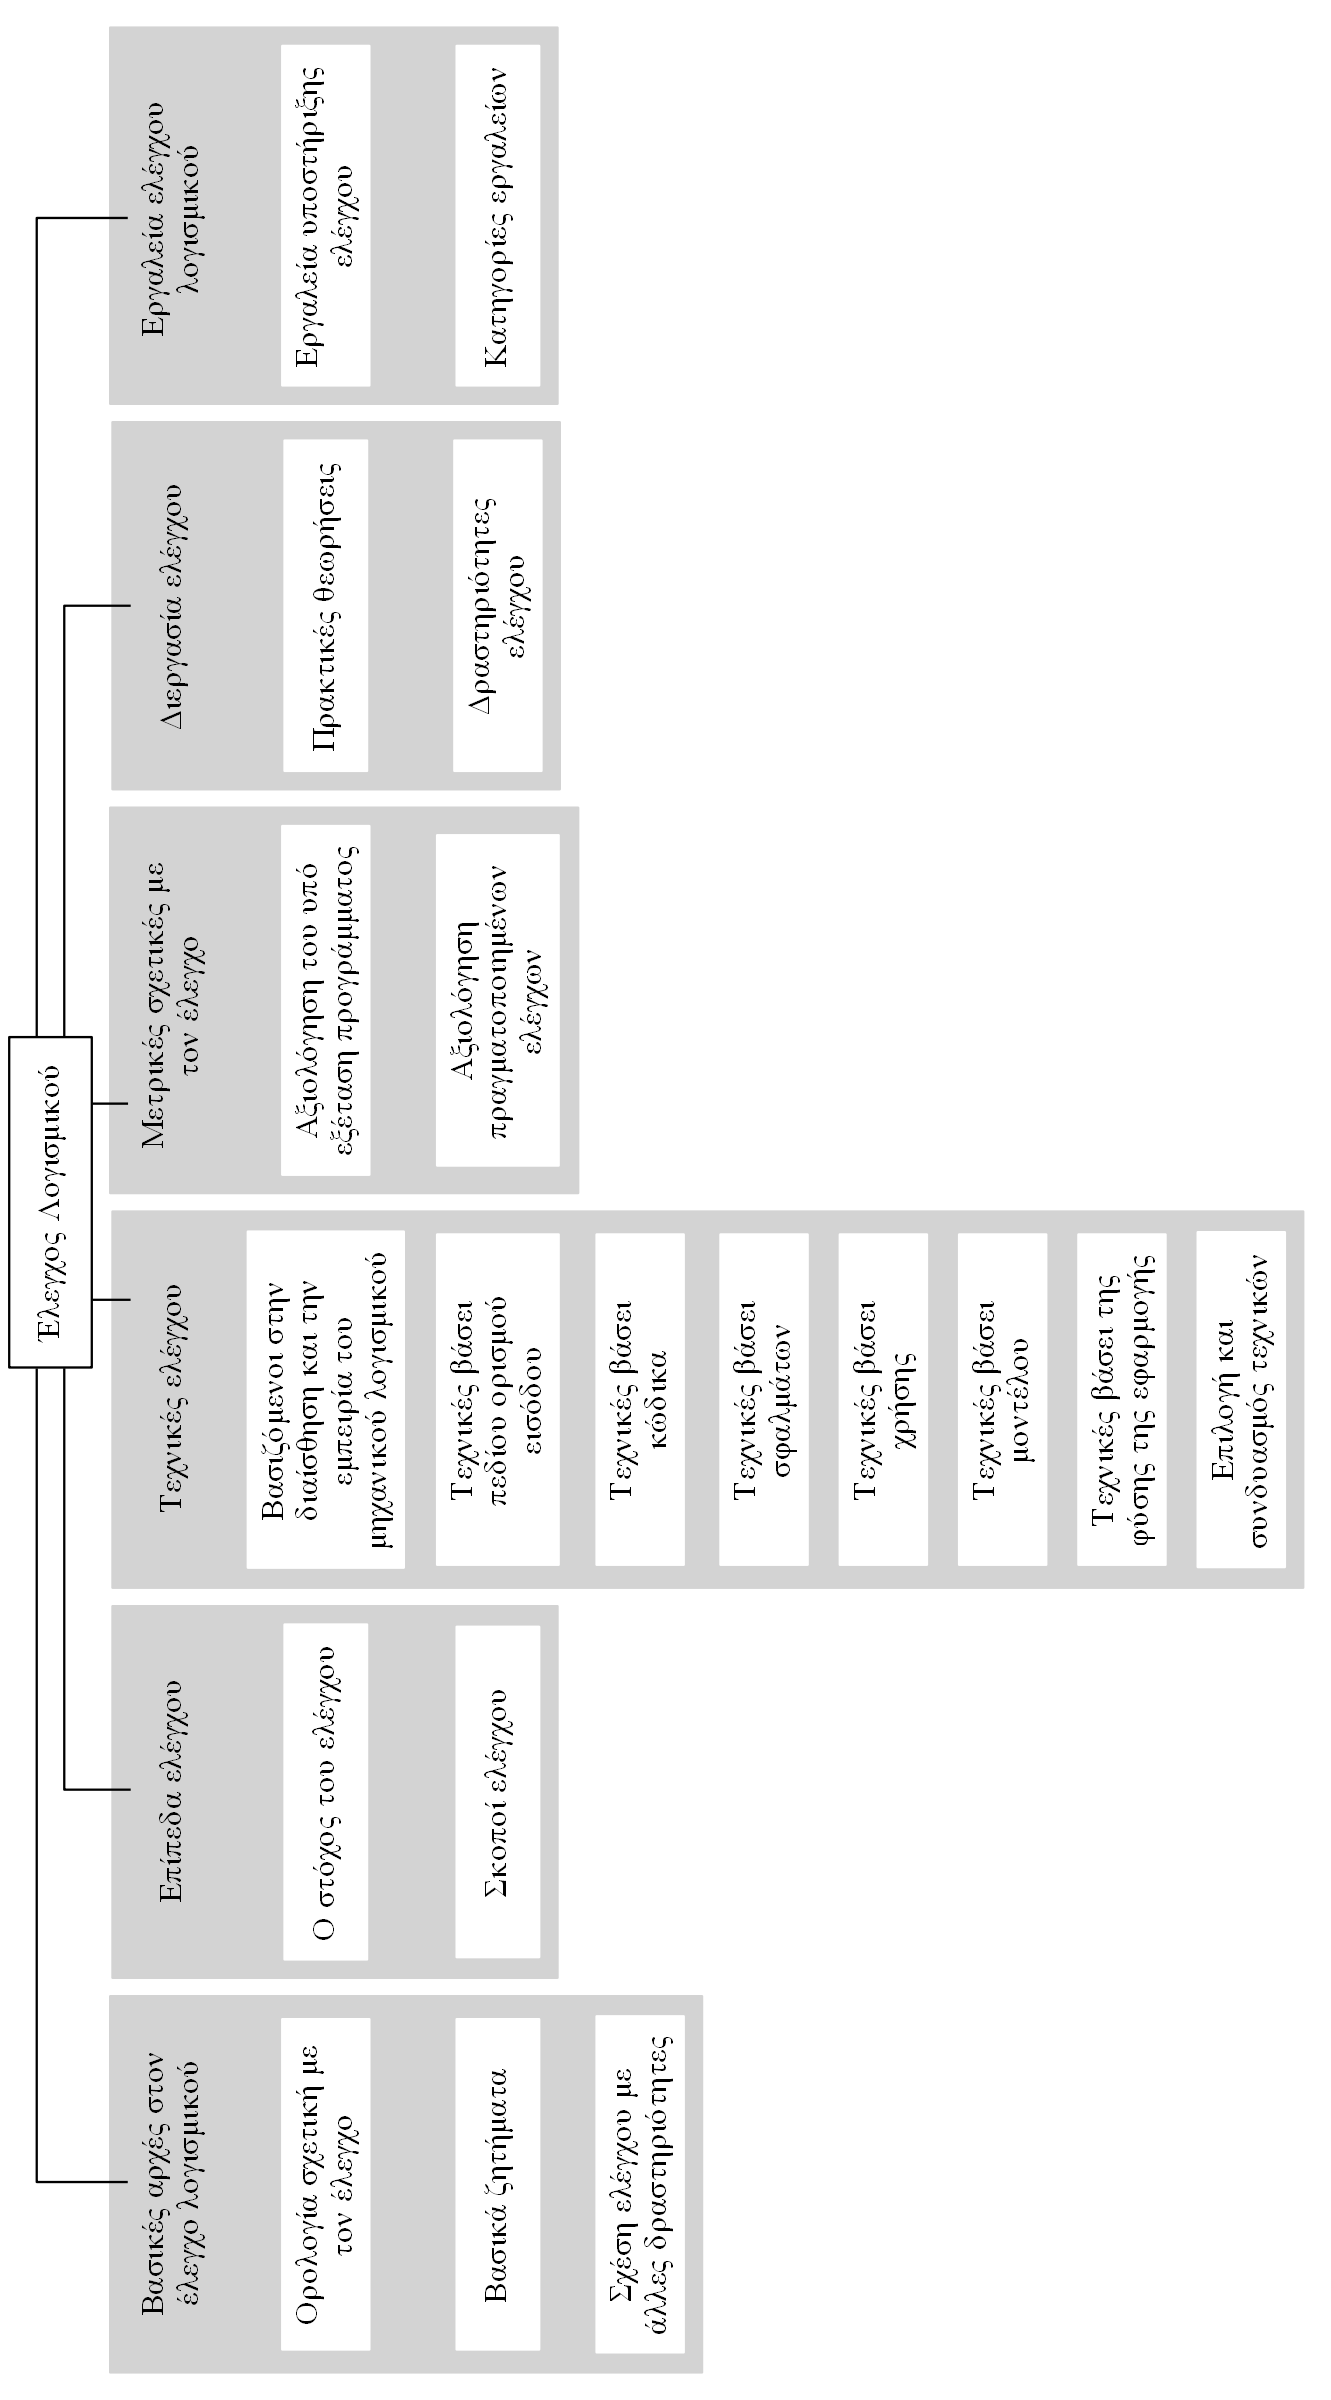 Έλεγχος Λογισμικού
Βασικές αρχές στον
έλεγχο λογισμικού
Ορολογία σχετική με
τον έλεγχο
Βασικά ζητήματα
Σχέση ελέγχου με
άλλες δραστηριότητες
Επίπεδα ελέγχου
Ο στόχος του ελέγχου
Σκοποί ελέγχου
Τεχνικές ελέγχου
Βασιζόμενοι στην
διαίσθηση και την
εμπειρία του
μηχανικού λογισμικού
Τεχνικές βάσει
πεδίου ορισμού
εισόδου
Τεχνικές βάσει
κώδικα
Τεχνικές βάσει
σφαλμάτων
Τεχνικές βάσει
χρήσης
Τεχνικές βάσει
μοντέλου
Τεχνικές βάσει της
φύσης της εφαρμογής
Επιλογή και
συνδυασμός τεχνικών
Μετρικές σχετικές με
τον έλεγχο
Αξιολόγηση του υπό
εξέταση προγράμματος
Αξιολόγηση
πραγματοποιημένων
ελέγχων
Διεργασία ελέγχου
Πρακτικές θεωρήσεις
Δραστηριότητες
ελέγχου
Εργαλεία ελέγχου
λογισμικού
Εργαλεία υποστήριξης
ελέγχου
Κατηγορίες εργαλείων